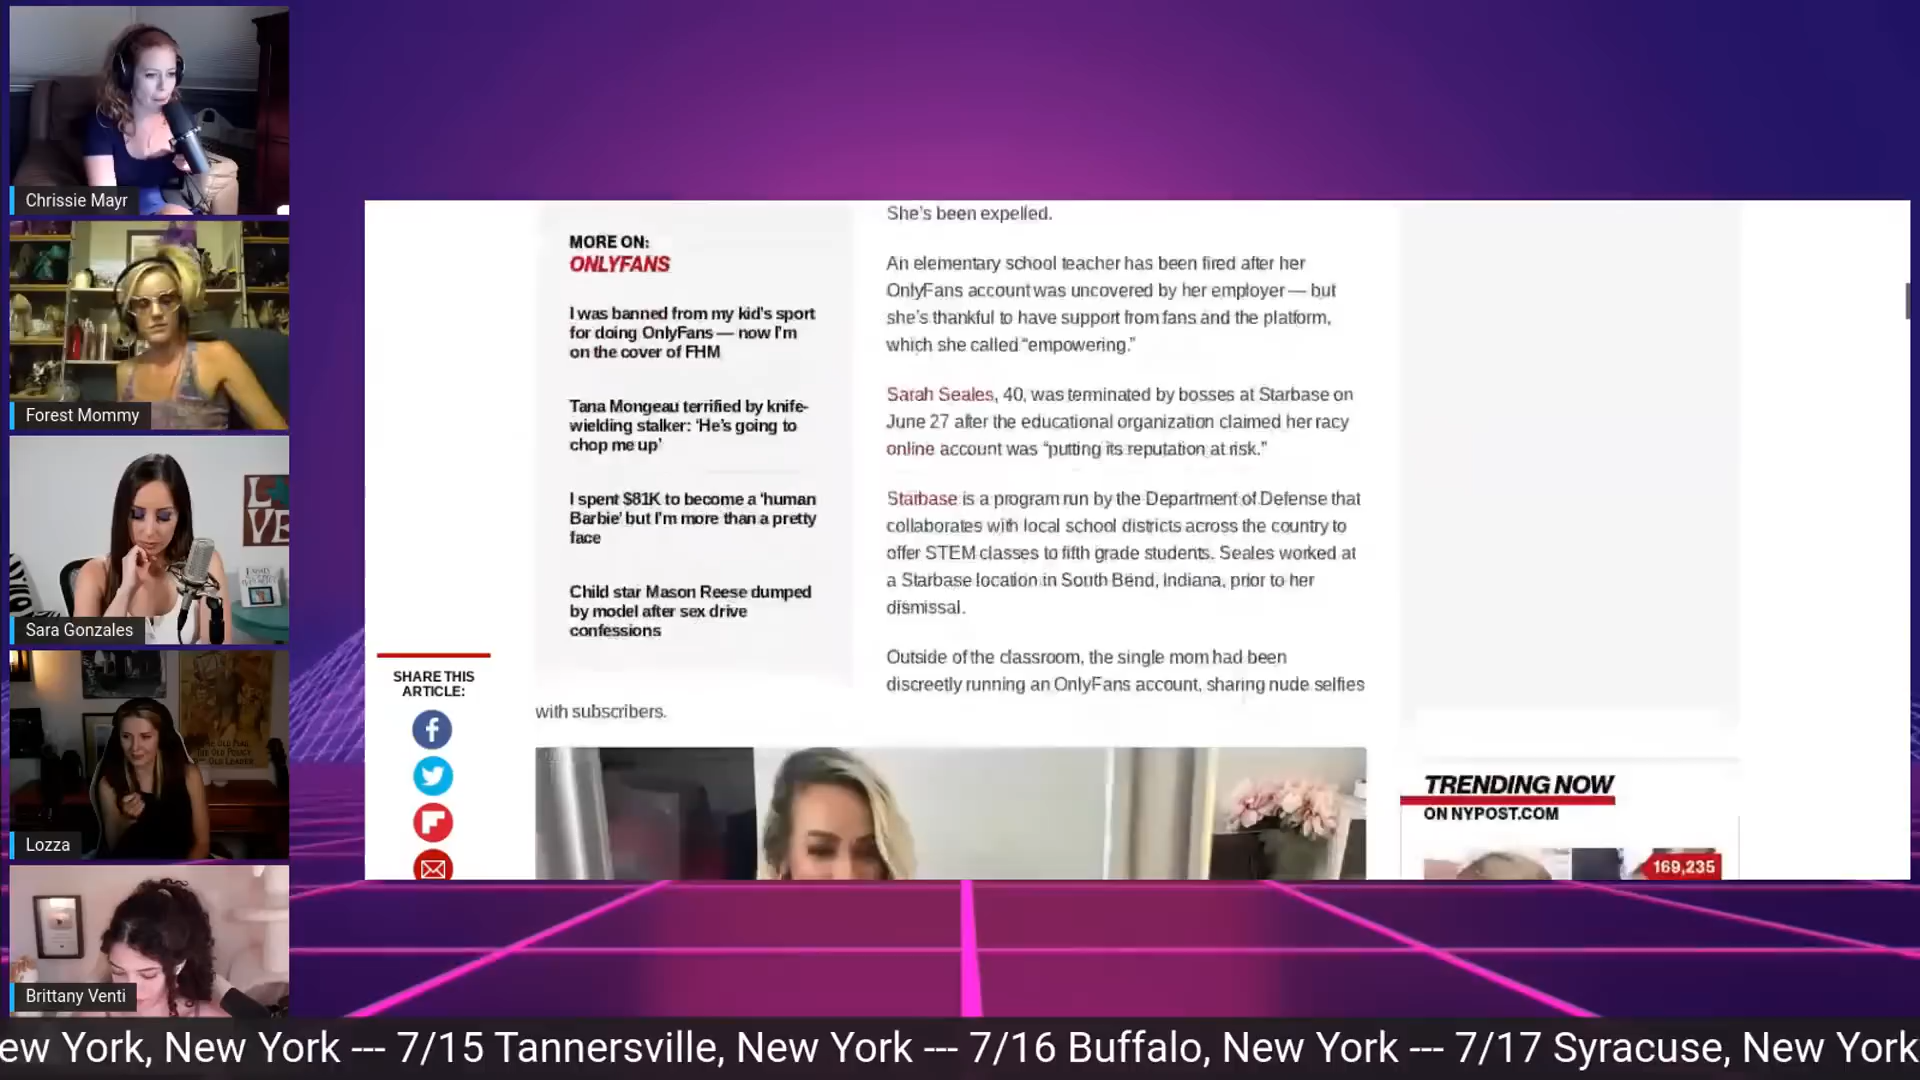 Chrissie Mayr
Forest Mommy
LOVE
Sara Gonzales
Lozza
Brittany Venti
MORE ON:
ONLYFANS
I was banned from my kid's sport
for doing OnlyFans — now I'm
on the cover of FHM
Tana Mongeau terrified by knife-
wielding stalker: 'He's going to
chop me up'
I spent $81K to become a 'human
Barbie' but I'm more than a pretty
face
Child star Mason Reese dumped
by model after sex drive
confessions
SHARE THIS
ARTICLE:
She's been expelled.
An elementary school teacher has been fired after her
OnlyFans account was uncovered by her employer — but
she's thankful to have support from fans and the platform,
which she called “empowering.”
Sarah Seales, 40, was terminated by bosses at Starbase on
June 27 after the educational organization claimed her racy
online account was “putting its reputation at risk.”
Starbase is a program run by the Department of Defense that
collaborates with local school districts across the country to
offer STEM classes to fifth grade students. Seales worked at
a Starbase location in South Bend, Indiana, prior to her
dismissal.
Outside of the classroom, the single mom had been
discreetly running an OnlyFans account, sharing nude selfies
with subscribers.
TRENDING NOW
ON NYPOST.COM
169,235
ew York, New York --- 7/15 Tannersville, New York --- 7/16 Buffalo, New York --- 7/17 Syracuse, New York